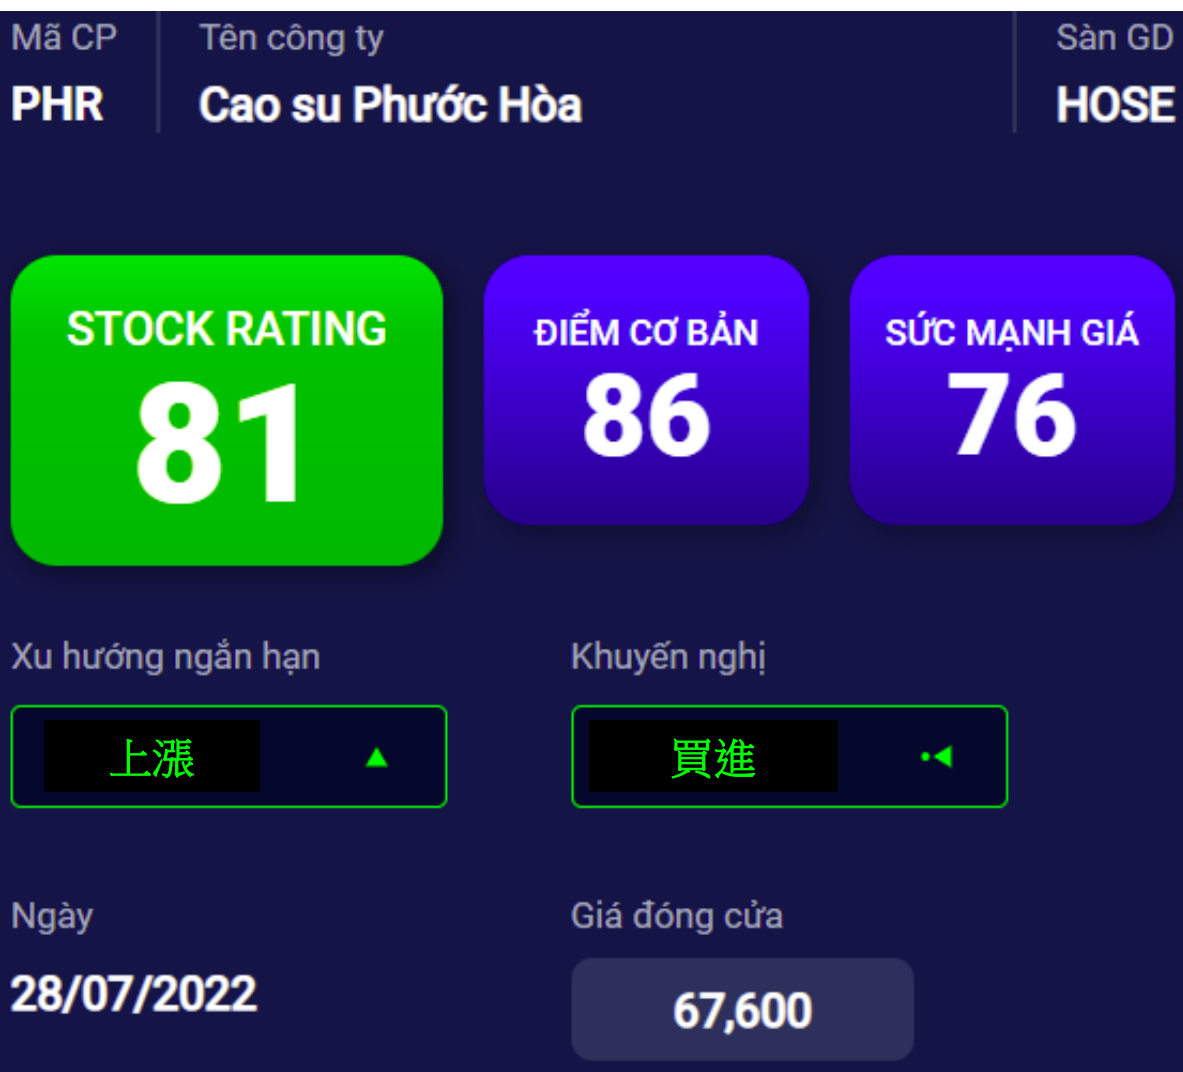 Mã CP
Tên công ty
Sàn GD
PHR
Cao su Phước Hòa
HOSE
STOCK RATING
81
ĐIỂM CƠ BẢN
86
SỨC MẠNH GIÁ
76
Xu hướng ngắn hạn
Khuyến nghị
上漲
買進
Ngày
Giá đóng cửa
28/07/2022
67,600